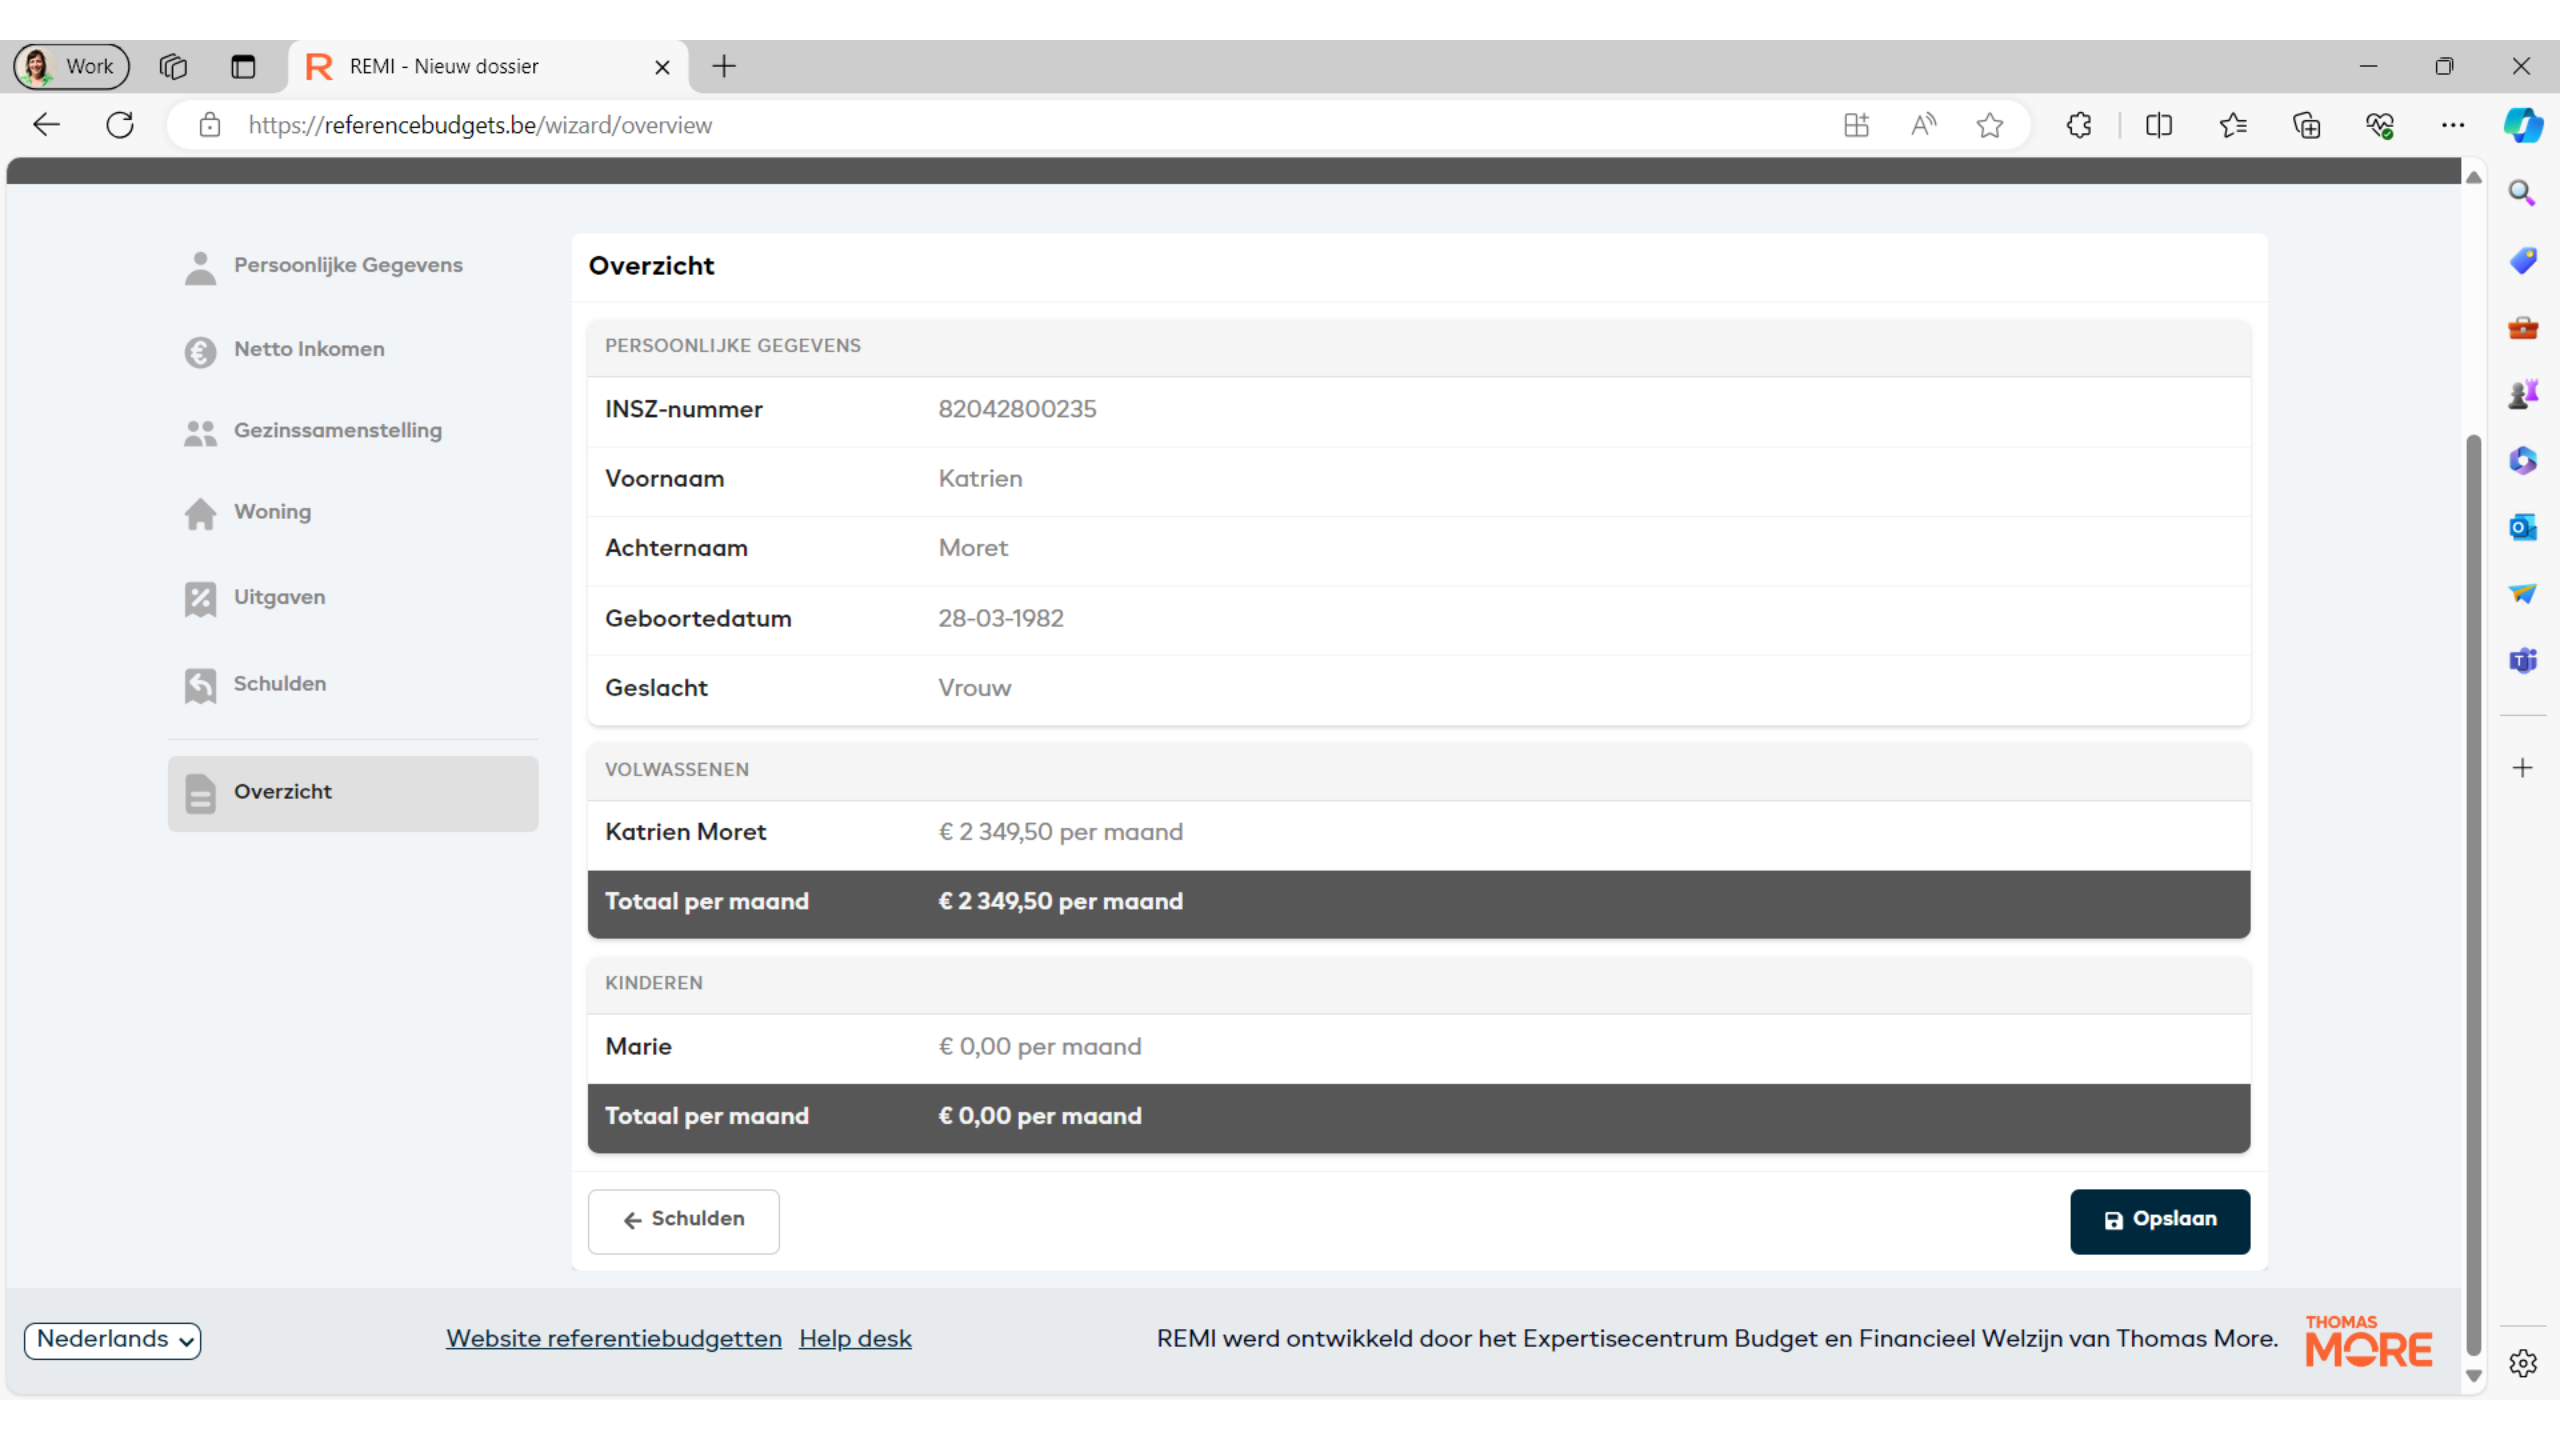 Work
REMI - Nieuw dossier
https://referencebudgets.be/wizard/overview
Persoonlijke Gegevens
Netto Inkomen
Gezinssamenstelling
Woning
Uitgaven
Schulden
Overzicht
Overzicht
PERSOONLIJKE GEGEVENS
INSZ-nummer 82042800235
Voornaam Katrien
Achternaam Moret
Geboortedatum 28-03-1982
Geslacht Vrouw
VOLWASSENEN
Katrien Moret € 2 349,50 per maand
Totaal per maand € 2 349,50 per maand
KINDEREN
Marie € 0,00 per maand
Totaal per maand € 0,00 per maand
Schulden
Opslaan
Nederlands
Website referentiebudgetten Help desk
REMI werd ontwikkeld door het Expertisecentrum Budget en Financieel Welzijn van Thomas More.
THOMAS
MORE